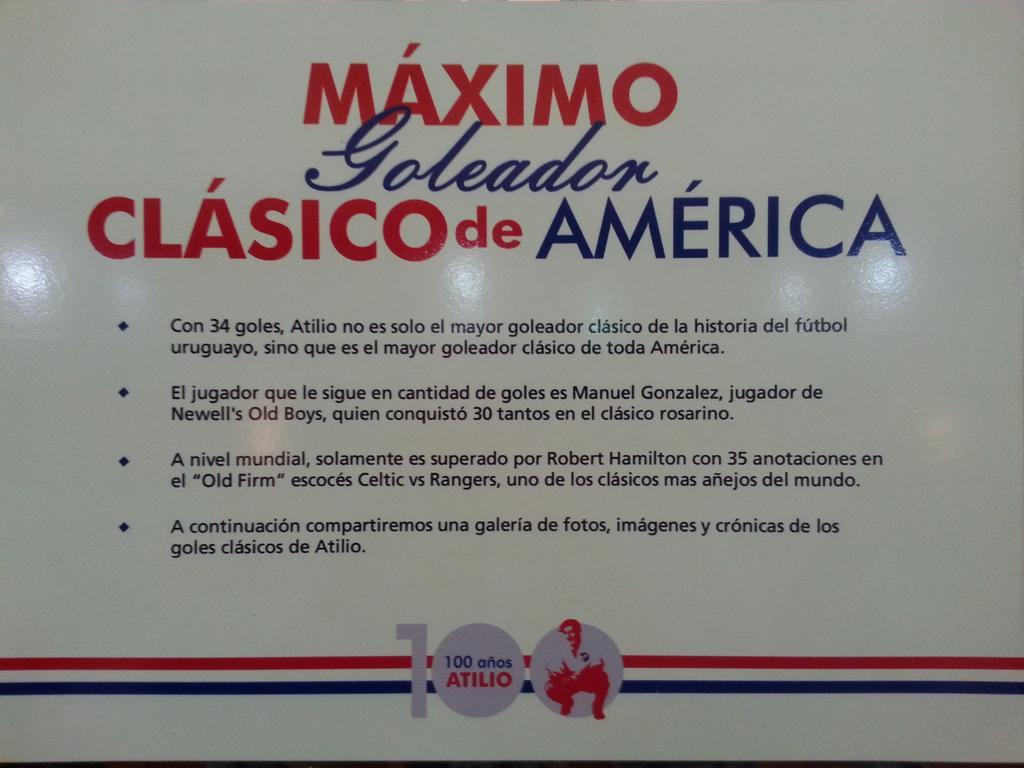 MÁXIMO
Goleador
CLÁSICO de AMÉRICA
Con 34 goles, Atilio no es solo el mayor goleador clásico de la historia del fútbol
uruguayo, sino que es el mayor goleador clásico de toda América.
El jugador que le sigue en cantidad de goles es Manuel Gonzalez, jugador de
Newell's Old Boys, quien conquistó 30 tantos en el clásico rosarino.
A nivel mundial, solamente es superado por Robert Hamilton con 35 anotaciones en
el "Old Firm" escocés Celtic vs Rangers, uno de los clásicos mas añejos del mundo.
A continuación compartiremos una galería de fotos, imágenes y crónicas de los
goles clásicos de Atilio.
100
100 años
ATILIO